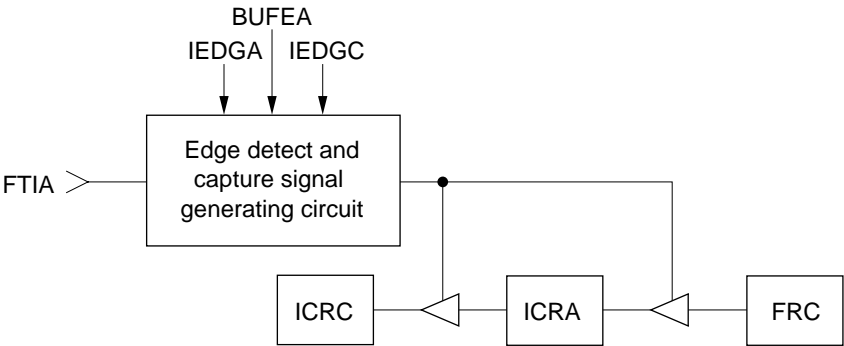 BUFEA
IEDGA IEDGC
FTIA
Edge detect and
capture signal
generating circuit
ICRC
ICRA
FRC